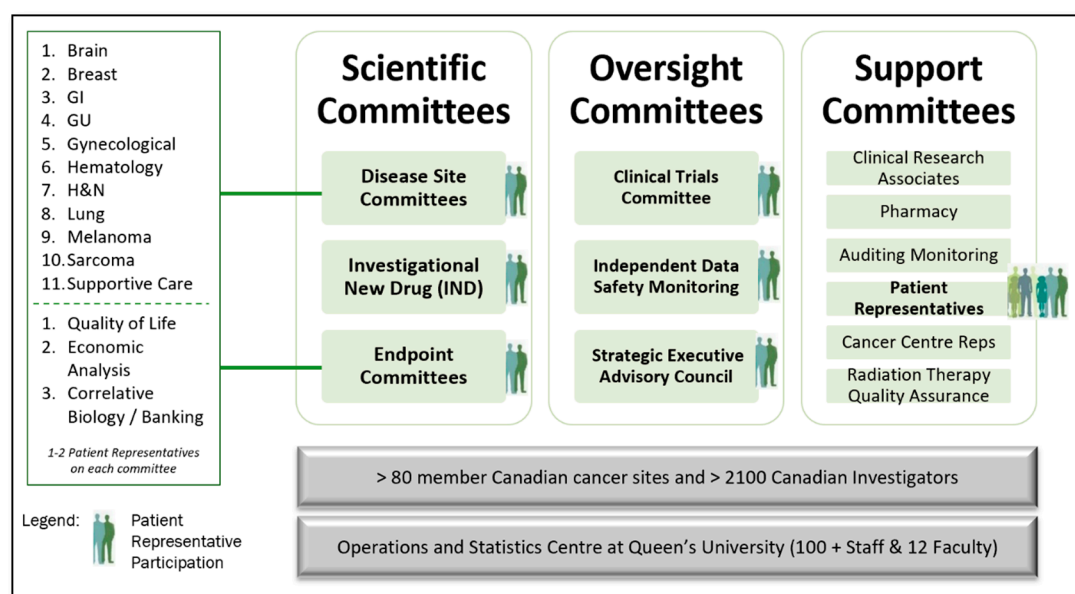 1. Brain
2. Breast
3. GI
4. GU
5. Gynecological
6. Hematology
7. H&N
8. Lung
9. Melanoma
10. Sarcoma
11. Supportive Care
1. Quality of Life
2. Economic
Analysis
3. Correlative
Biology / Banking
1-2 Patient Representatives
on each committee
Legend:
Patient
Representative
Participation
Scientific
Committees
Disease Site
Committees
Investigational
New Drug (IND)
Endpoint
Committees
Oversight
Committees
Clinical Trials
Committee
Independent Data
Safety Monitoring
Strategic Executive
Advisory Council
Support
Committees
Clinical Research
Associates
Pharmacy
Auditing Monitoring
Patient
Representatives
Cancer Centre Reps
Radiation Therapy
Quality Assurance
> 80 member Canadian cancer sites and > 2100 Canadian Investigators
Operations and Statistics Centre at Queen’s University (100 + Staff & 12 Faculty)